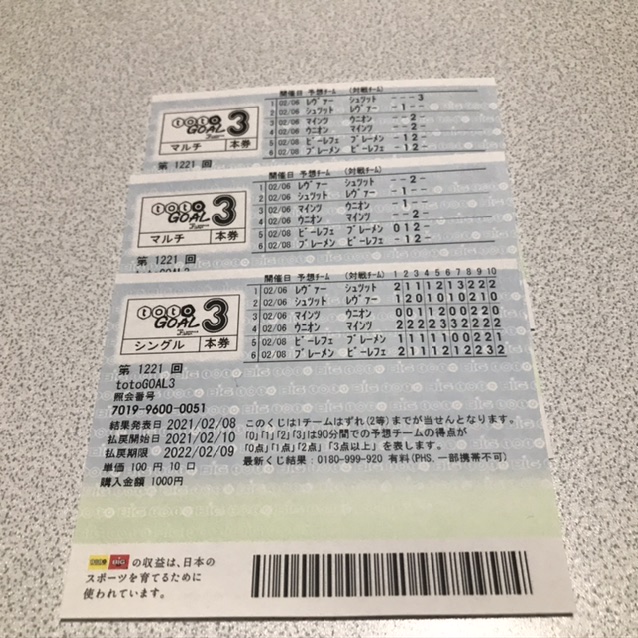 開催日 予想ﾁｰﾑ (対戦ﾁｰﾑ)
1 02/06 ﾚｳﾞｧｰ ｼｭﾂｯﾄ - - - 3
2 02/06 ｼｭﾂｯﾄ ﾚｳﾞｧｰ - 1 - -
3 02/06 ﾏｲﾝﾂ ｳﾆｵﾝ - - 2 -
4 02/06 ｳﾆｵﾝ ﾏｲﾝﾂ - - 2 -
5 02/08 ﾋﾞｰﾚﾌｪ ﾌﾞﾚｰﾒﾝ - 1 2 -
6 02/08 ﾌﾞﾚｰﾒﾝ ﾋﾞｰﾚﾌｪ - 1 2 -
toto GOAL 3
マルチ 本券
第 1221 回
開催日 予想ﾁｰﾑ (対戦ﾁｰﾑ)
1 02/06 ﾚｳﾞｧｰ ｼｭﾂｯﾄ - - 2 -
2 02/06 ｼｭﾂｯﾄ ﾚｳﾞｧｰ - 1 - -
3 02/06 ﾏｲﾝﾂ ｳﾆｵﾝ - 1 - -
4 02/06 ｳﾆｵﾝ ﾏｲﾝﾂ - - 2 -
5 02/08 ﾋﾞｰﾚﾌｪ ﾌﾞﾚｰﾒﾝ 0 1 2 -
6 02/08 ﾌﾞﾚｰﾒﾝ ﾋﾞｰﾚﾌｪ - 1 2 -
toto GOAL 3
マルチ 本券
第 1221 回
開催日 予想ﾁｰﾑ (対戦ﾁｰﾑ) 1 2 3 4 5 6 7 8 9 10
1 02/06 ﾚｳﾞｧｰ ｼｭﾂｯﾄ 2 1 1 1 2 1 3 2 2 2
2 02/06 ｼｭﾂｯﾄ ﾚｳﾞｧｰ 1 2 0 1 0 1 0 2 1 0
3 02/06 ﾏｲﾝﾂ ｳﾆｵﾝ 0 0 1 1 2 0 0 2 2 0
4 02/06 ｳﾆｵﾝ ﾏｲﾝﾂ 2 2 2 2 3 2 2 2 2 2
5 02/08 ﾋﾞｰﾚﾌｪ ﾌﾞﾚｰﾒﾝ 1 1 1 1 1 0 0 2 2 1
6 02/08 ﾌﾞﾚｰﾒﾝ ﾋﾞｰﾚﾌｪ 2 1 1 1 2 1 2 2 3 2
toto GOAL 3
シングル 本券
第 1221 回
totoGOAL3
照会番号
7019-9600-0051
結果発表日 2021/02/08
払戻開始日 2021/02/10
払戻期限 2022/02/09
単価 100 円 10 口
購入金額 1000円
このくじは1チームはずれ(2等)までが当せんとなります。
「0」「1」「2」「3」は90分間での予想チームの得点が
「0点」「1点」「2点」「3点以上」を表します。
最新くじ結果：0180-999-920 有料(PHS、一部携帯不可)
BIG の収益は、日本の
スポーツを育てるために
使われています。